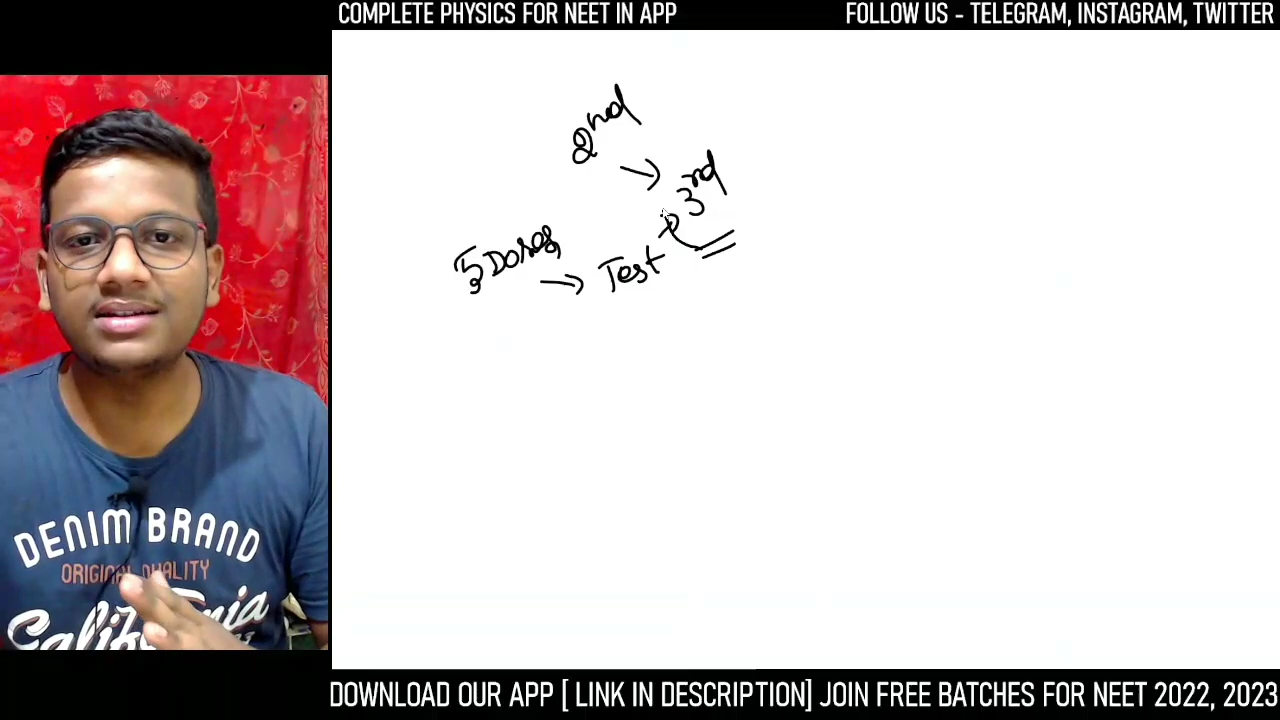 COMPLETE PHYSICS FOR NEET IN APP
FOLLOW US - TELEGRAM, INSTAGRAM, TWITTER
2nd
→ 3rd
5 Doses
→ Test
DENIM BRAND
ORIGINAL QUALITY
California
DOWNLOAD OUR APP [ LINK IN DESCRIPTION] JOIN FREE BATCHES FOR NEET 2022, 2023